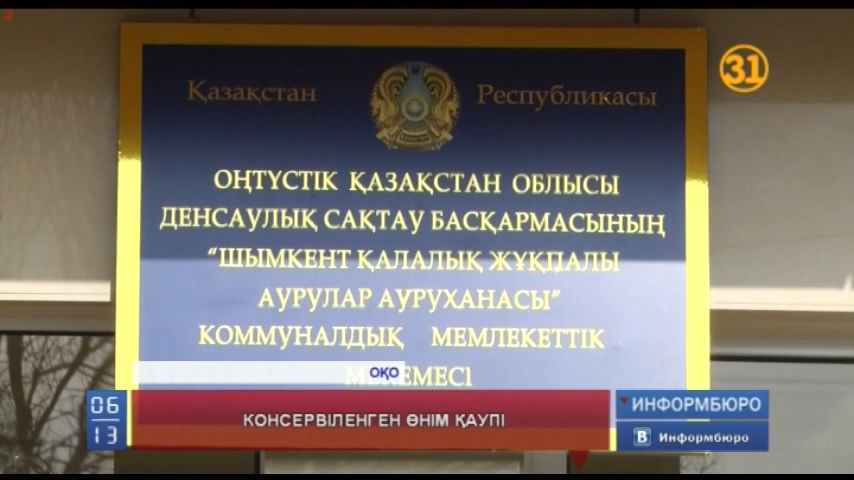 31
Қазақстан Республикасы
ОҢТҮСТІК ҚАЗАҚСТАН ОБЛЫСЫ
ДЕНСАУЛЫҚ САҚТАУ БАСҚАРМАСЫНЫҢ
"ШЫМКЕНТ ҚАЛАЛЫҚ ЖҰҚПАЛЫ
АУРУЛАР АУРУХАНАСЫ"
КОММУНАЛДЫҚ МЕМЛЕКЕТТІК
МЕКЕМЕСІ
ОҚО
06
13
КОНСЕРВІЛЕНГЕН ӨНІМ ҚАУПІ
ИНФОРМБЮРО
В Информбюро